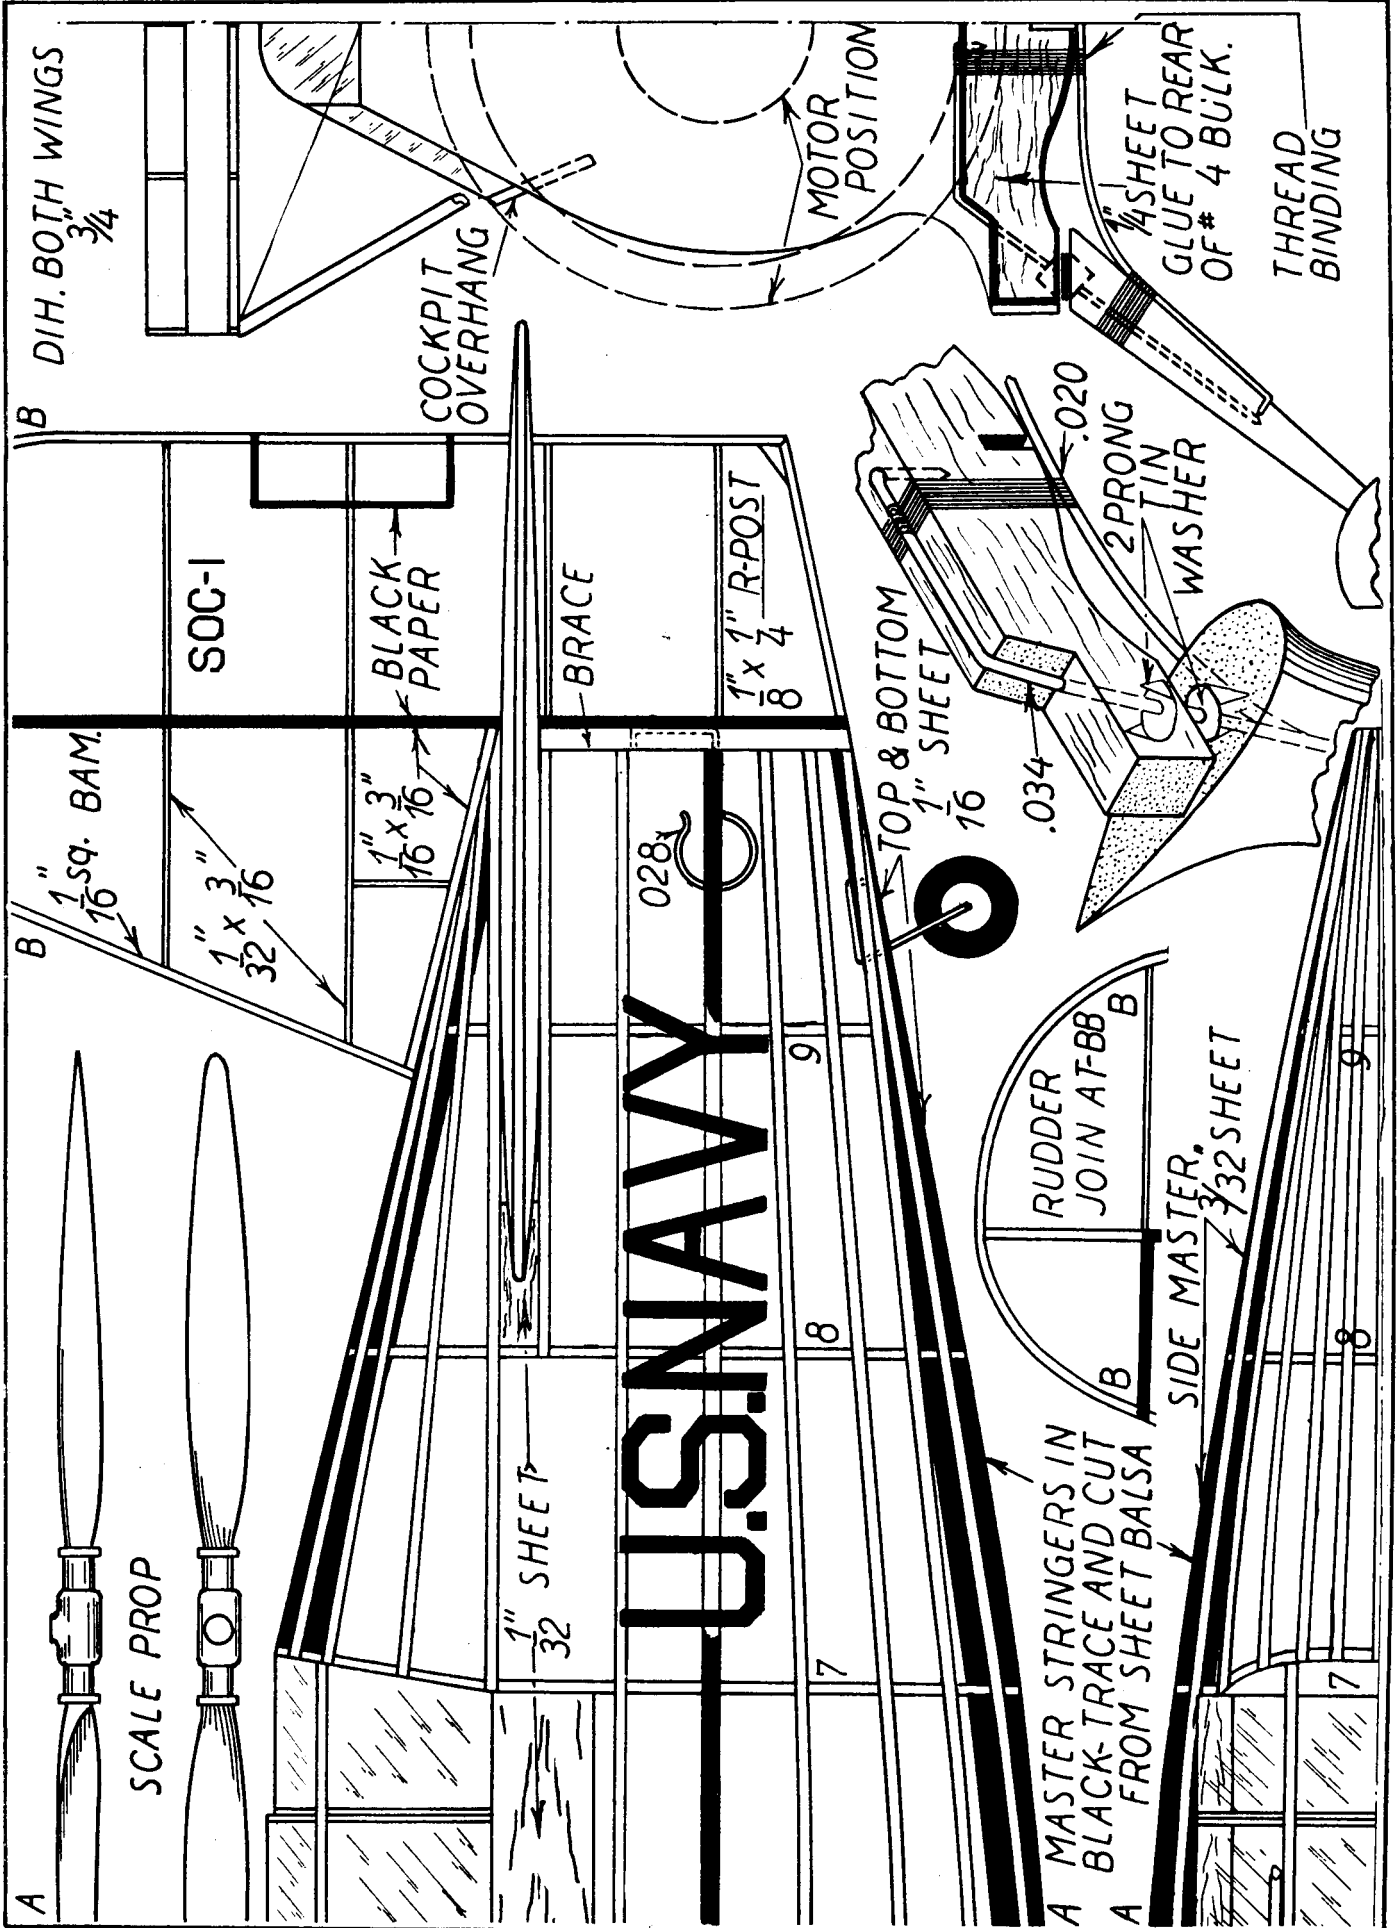 A
SCALE PROP
B
B
1" sq. BAM.
16
1" x 3"
32 16
1" x 3"
16 16
SOC-1
BLACK
PAPER
DIH. BOTH WINGS
3/4"
COCKPIT
OVERHANG
MOTOR
POSITION
1/4" SHEET
GLUE TO REAR
OF # 4 BULK.
THREAD
BINDING
1" SHEET
32
U.S.NAVY
028
BRACE
1" x 1" R-POST
8 4
7
8
9
TOP & BOTTOM
1" SHEET
16
.034
.020
2 PRONG
TIN
WASHER
RUDDER
JOIN AT-BB
B
B
A
MASTER STRINGERS IN
BLACK-TRACE AND CUT
FROM SHEET BALSA
SIDE MASTER.
3/32 SHEET
A
7
8
9